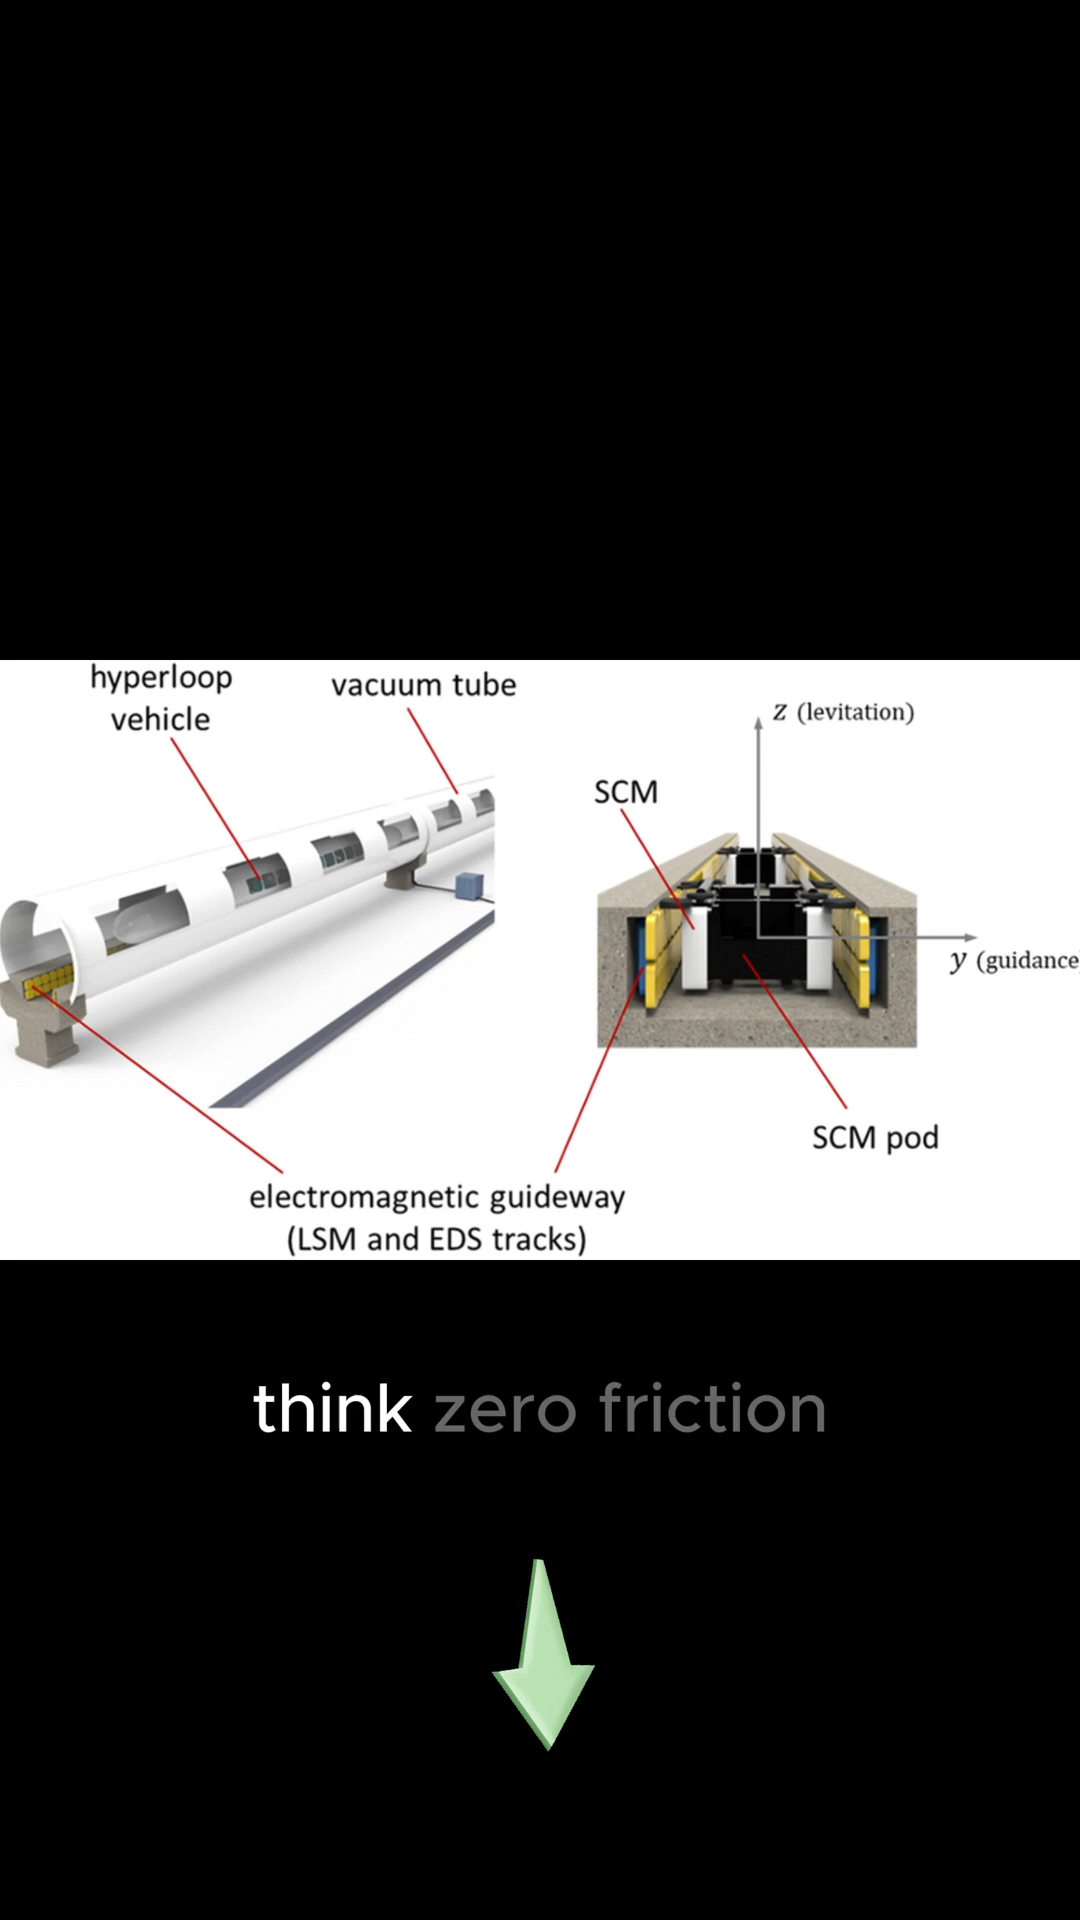 hyperloop
vehicle
vacuum tube
z (levitation)
SCM
y (guidance
SCM pod
electromagnetic guideway
(LSM and EDS tracks)
think zero friction